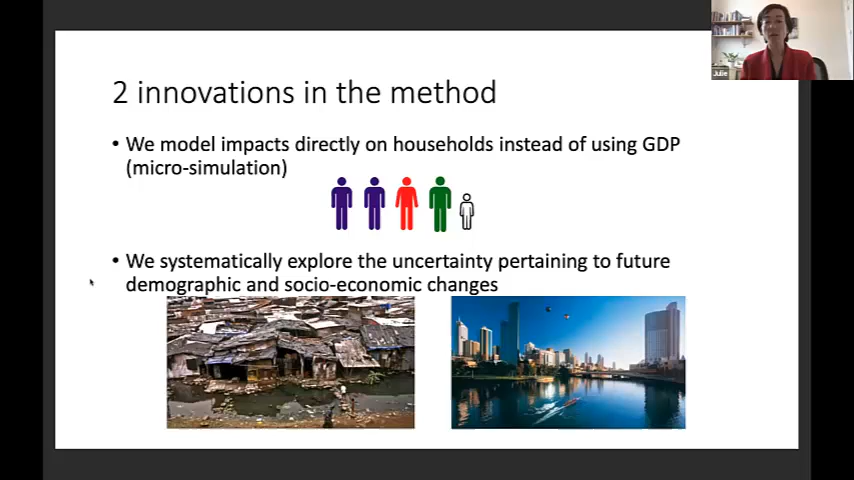 Julie
2 innovations in the method
• We model impacts directly on households instead of using GDP
(micro-simulation)
• We systematically explore the uncertainty pertaining to future
demographic and socio-economic changes